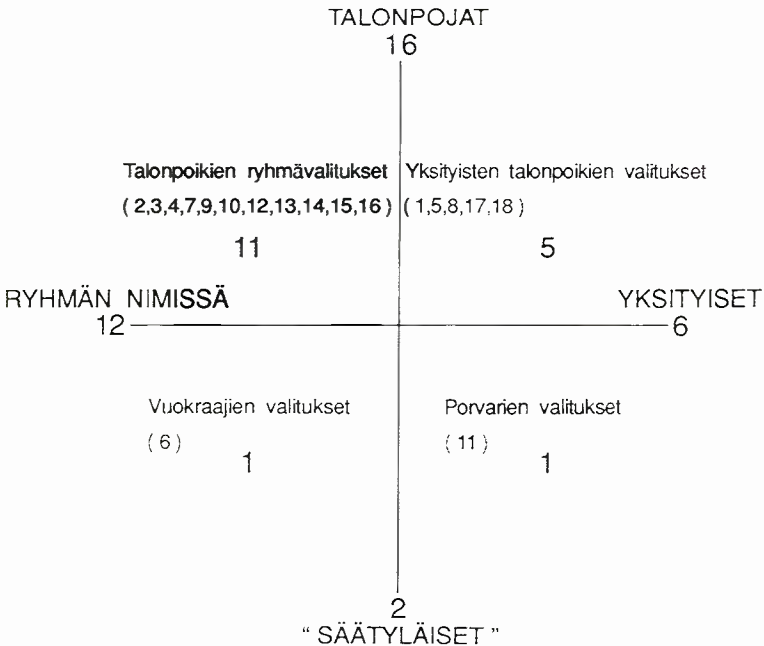 TALONPOJAT
16
Talonpoikien ryhmävalitukset
(2,3,4,7,9,10,12,13,14,15,16)
11
Yksityisten talonpoikien valitukset
(1,5,8,17,18)
5
RYHMÄN NIMISSÄ
12
YKSITYISET
6
Vuokraajien valitukset
(6)
1
Porvarien valitukset
(11)
1
2
"SÄÄTYLÄISET"